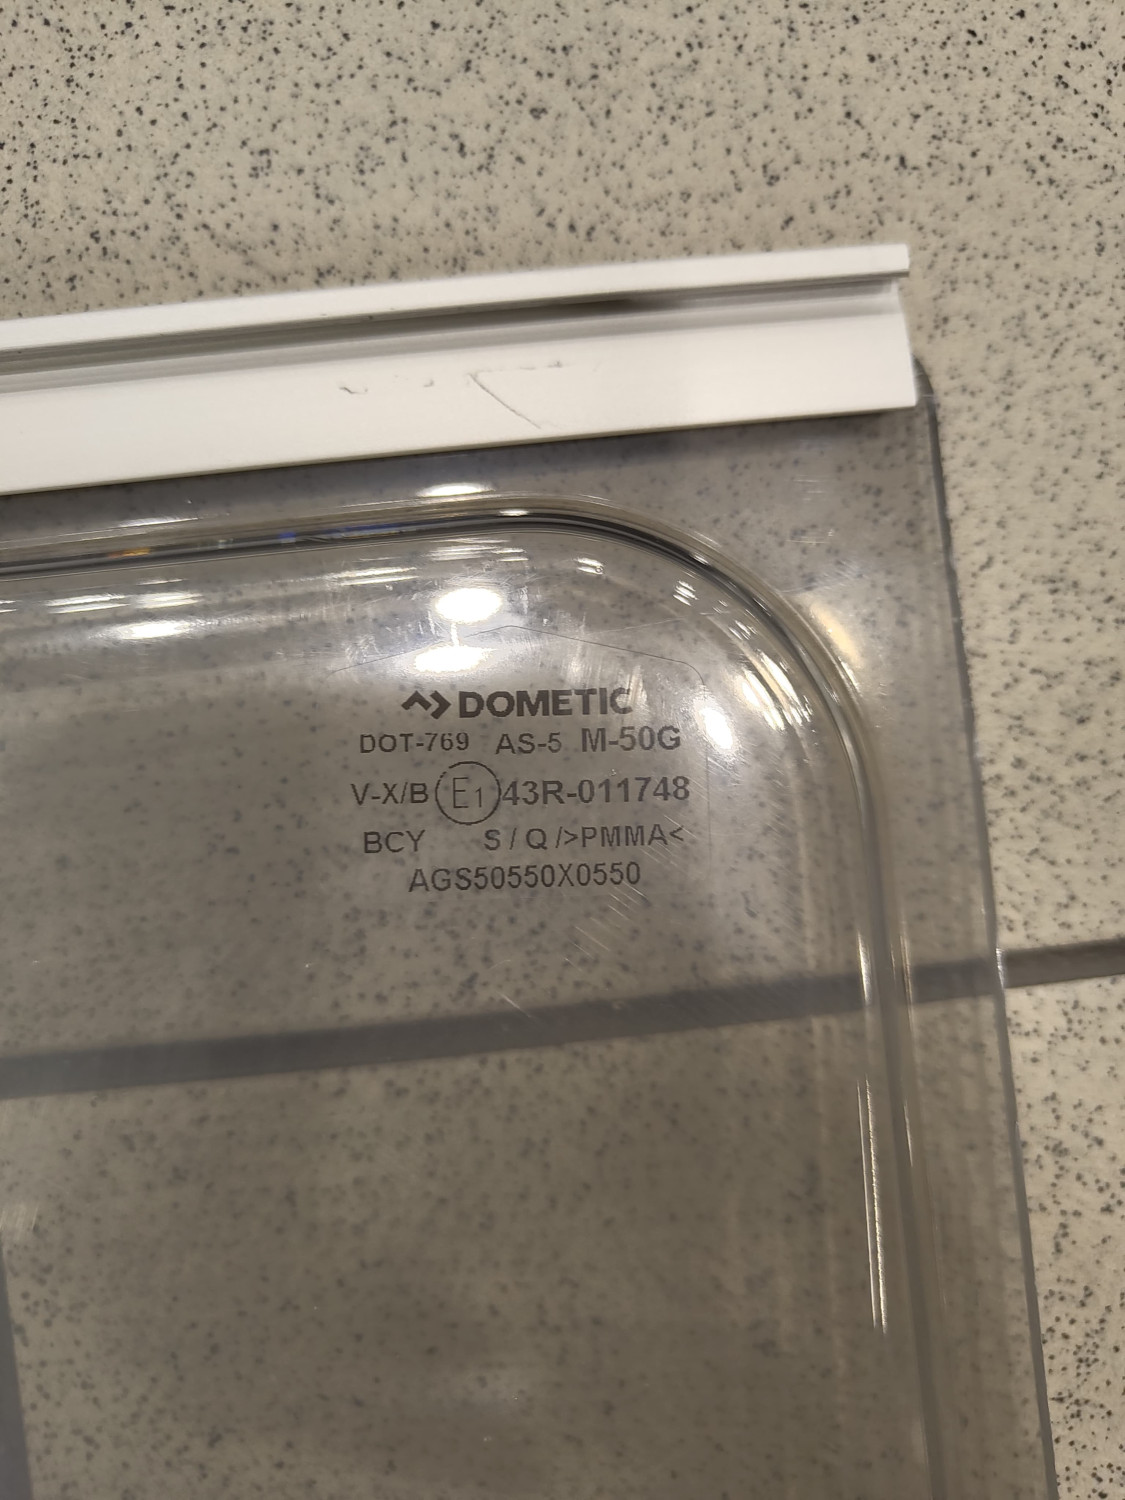 DOMETIC
DOT-769 AS-5 M-50G
V-X/B E1 43R-011748
BCY S / Q />PMMA<
AGS50550X0550